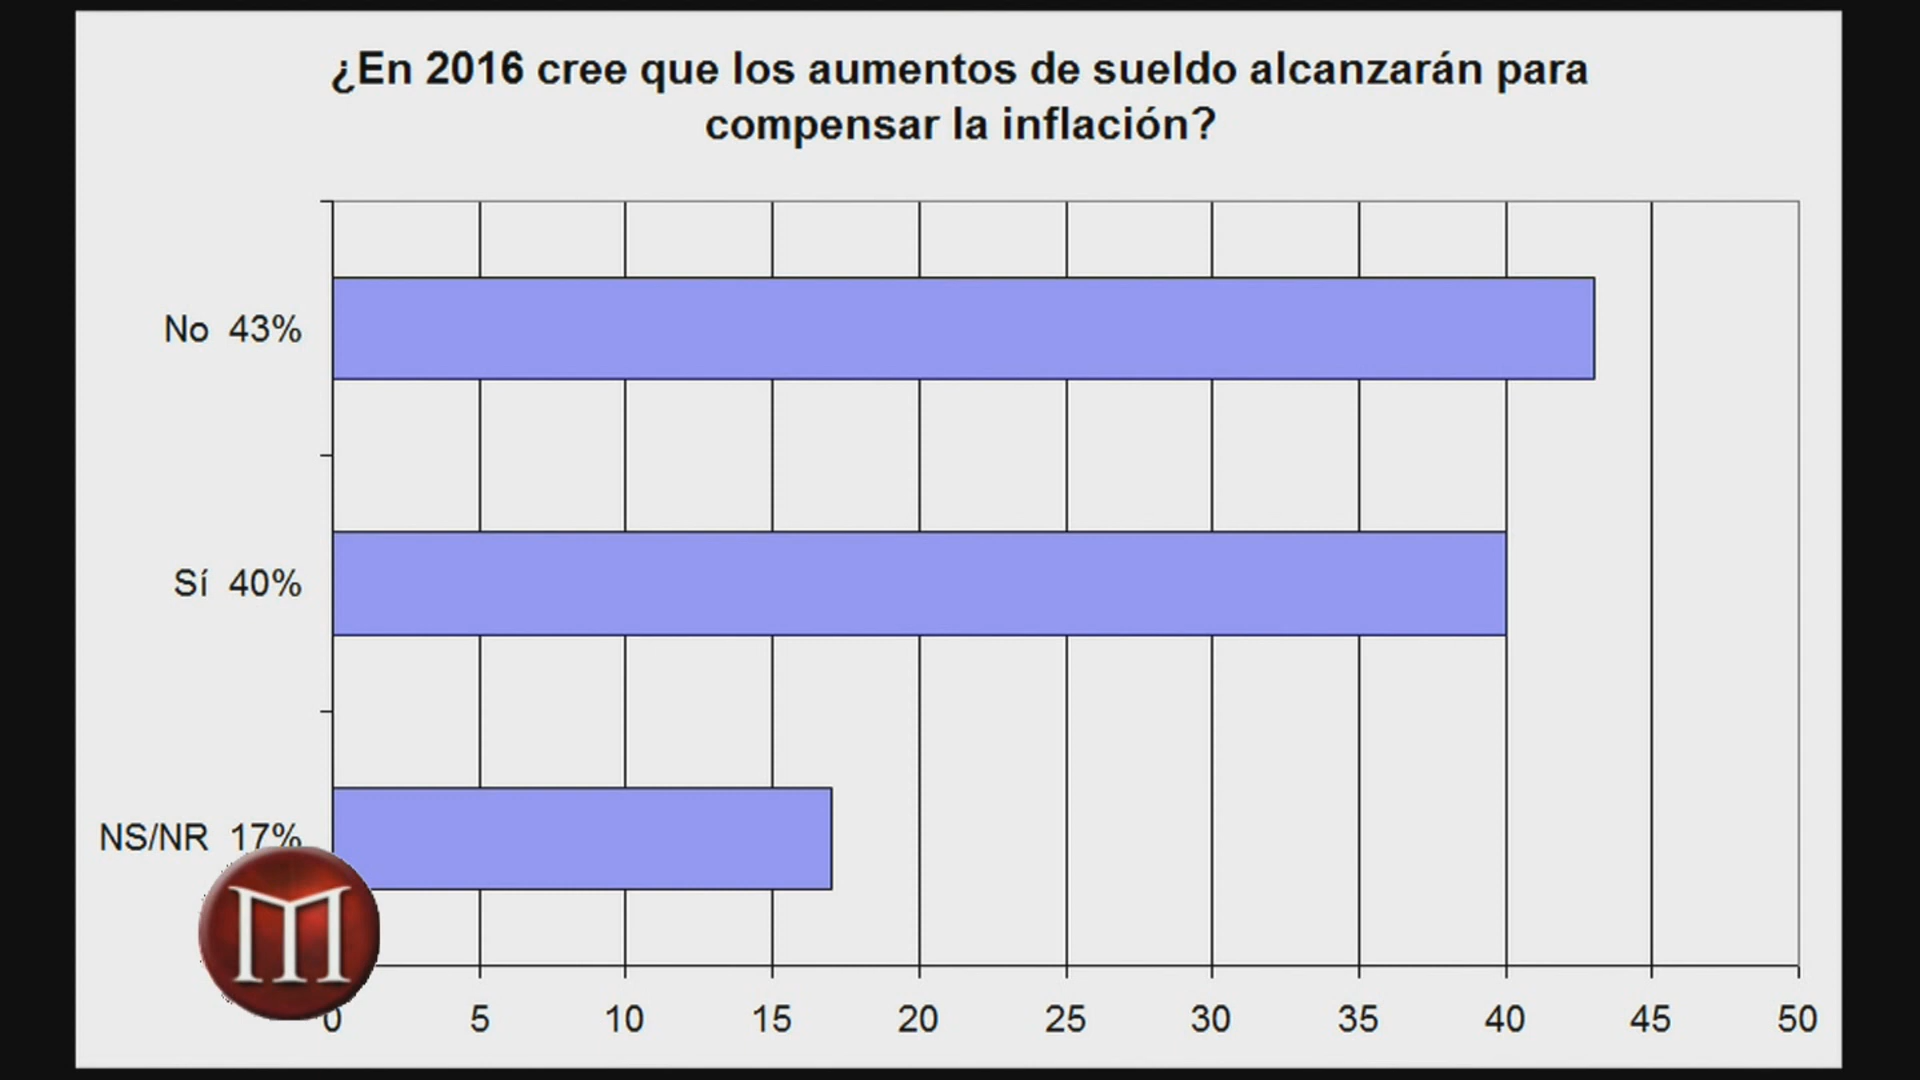 ¿En 2016 cree que los aumentos de sueldo alcanzarán para
compensar la inflación?
No 43%
Sí 40%
NS/NR 17%
M
0 5 10 15 20 25 30 35 40 45 50